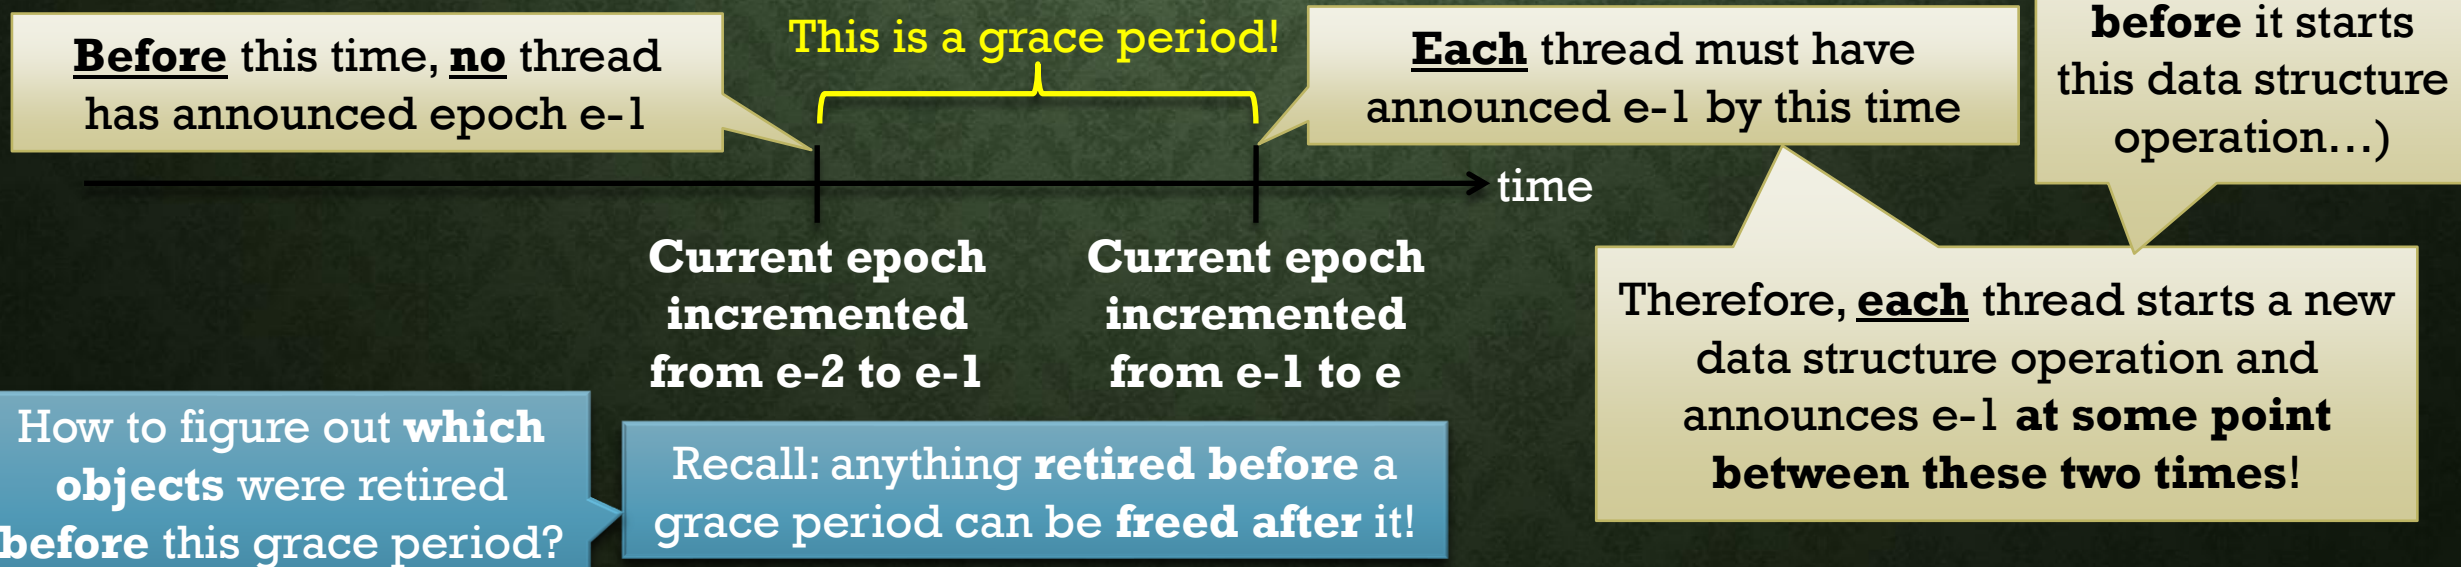 Before this time, no thread
has announced epoch e-1
This is a grace period!
Each thread must have
announced e-1 by this time
before it starts
this data structure
operation…)
time
Current epoch
incremented
from e-2 to e-1
Current epoch
incremented
from e-1 to e
Therefore, each thread starts a new
data structure operation and
announces e-1 at some point
between these two times!
How to figure out which
objects were retired
before this grace period?
Recall: anything retired before a
grace period can be freed after it!